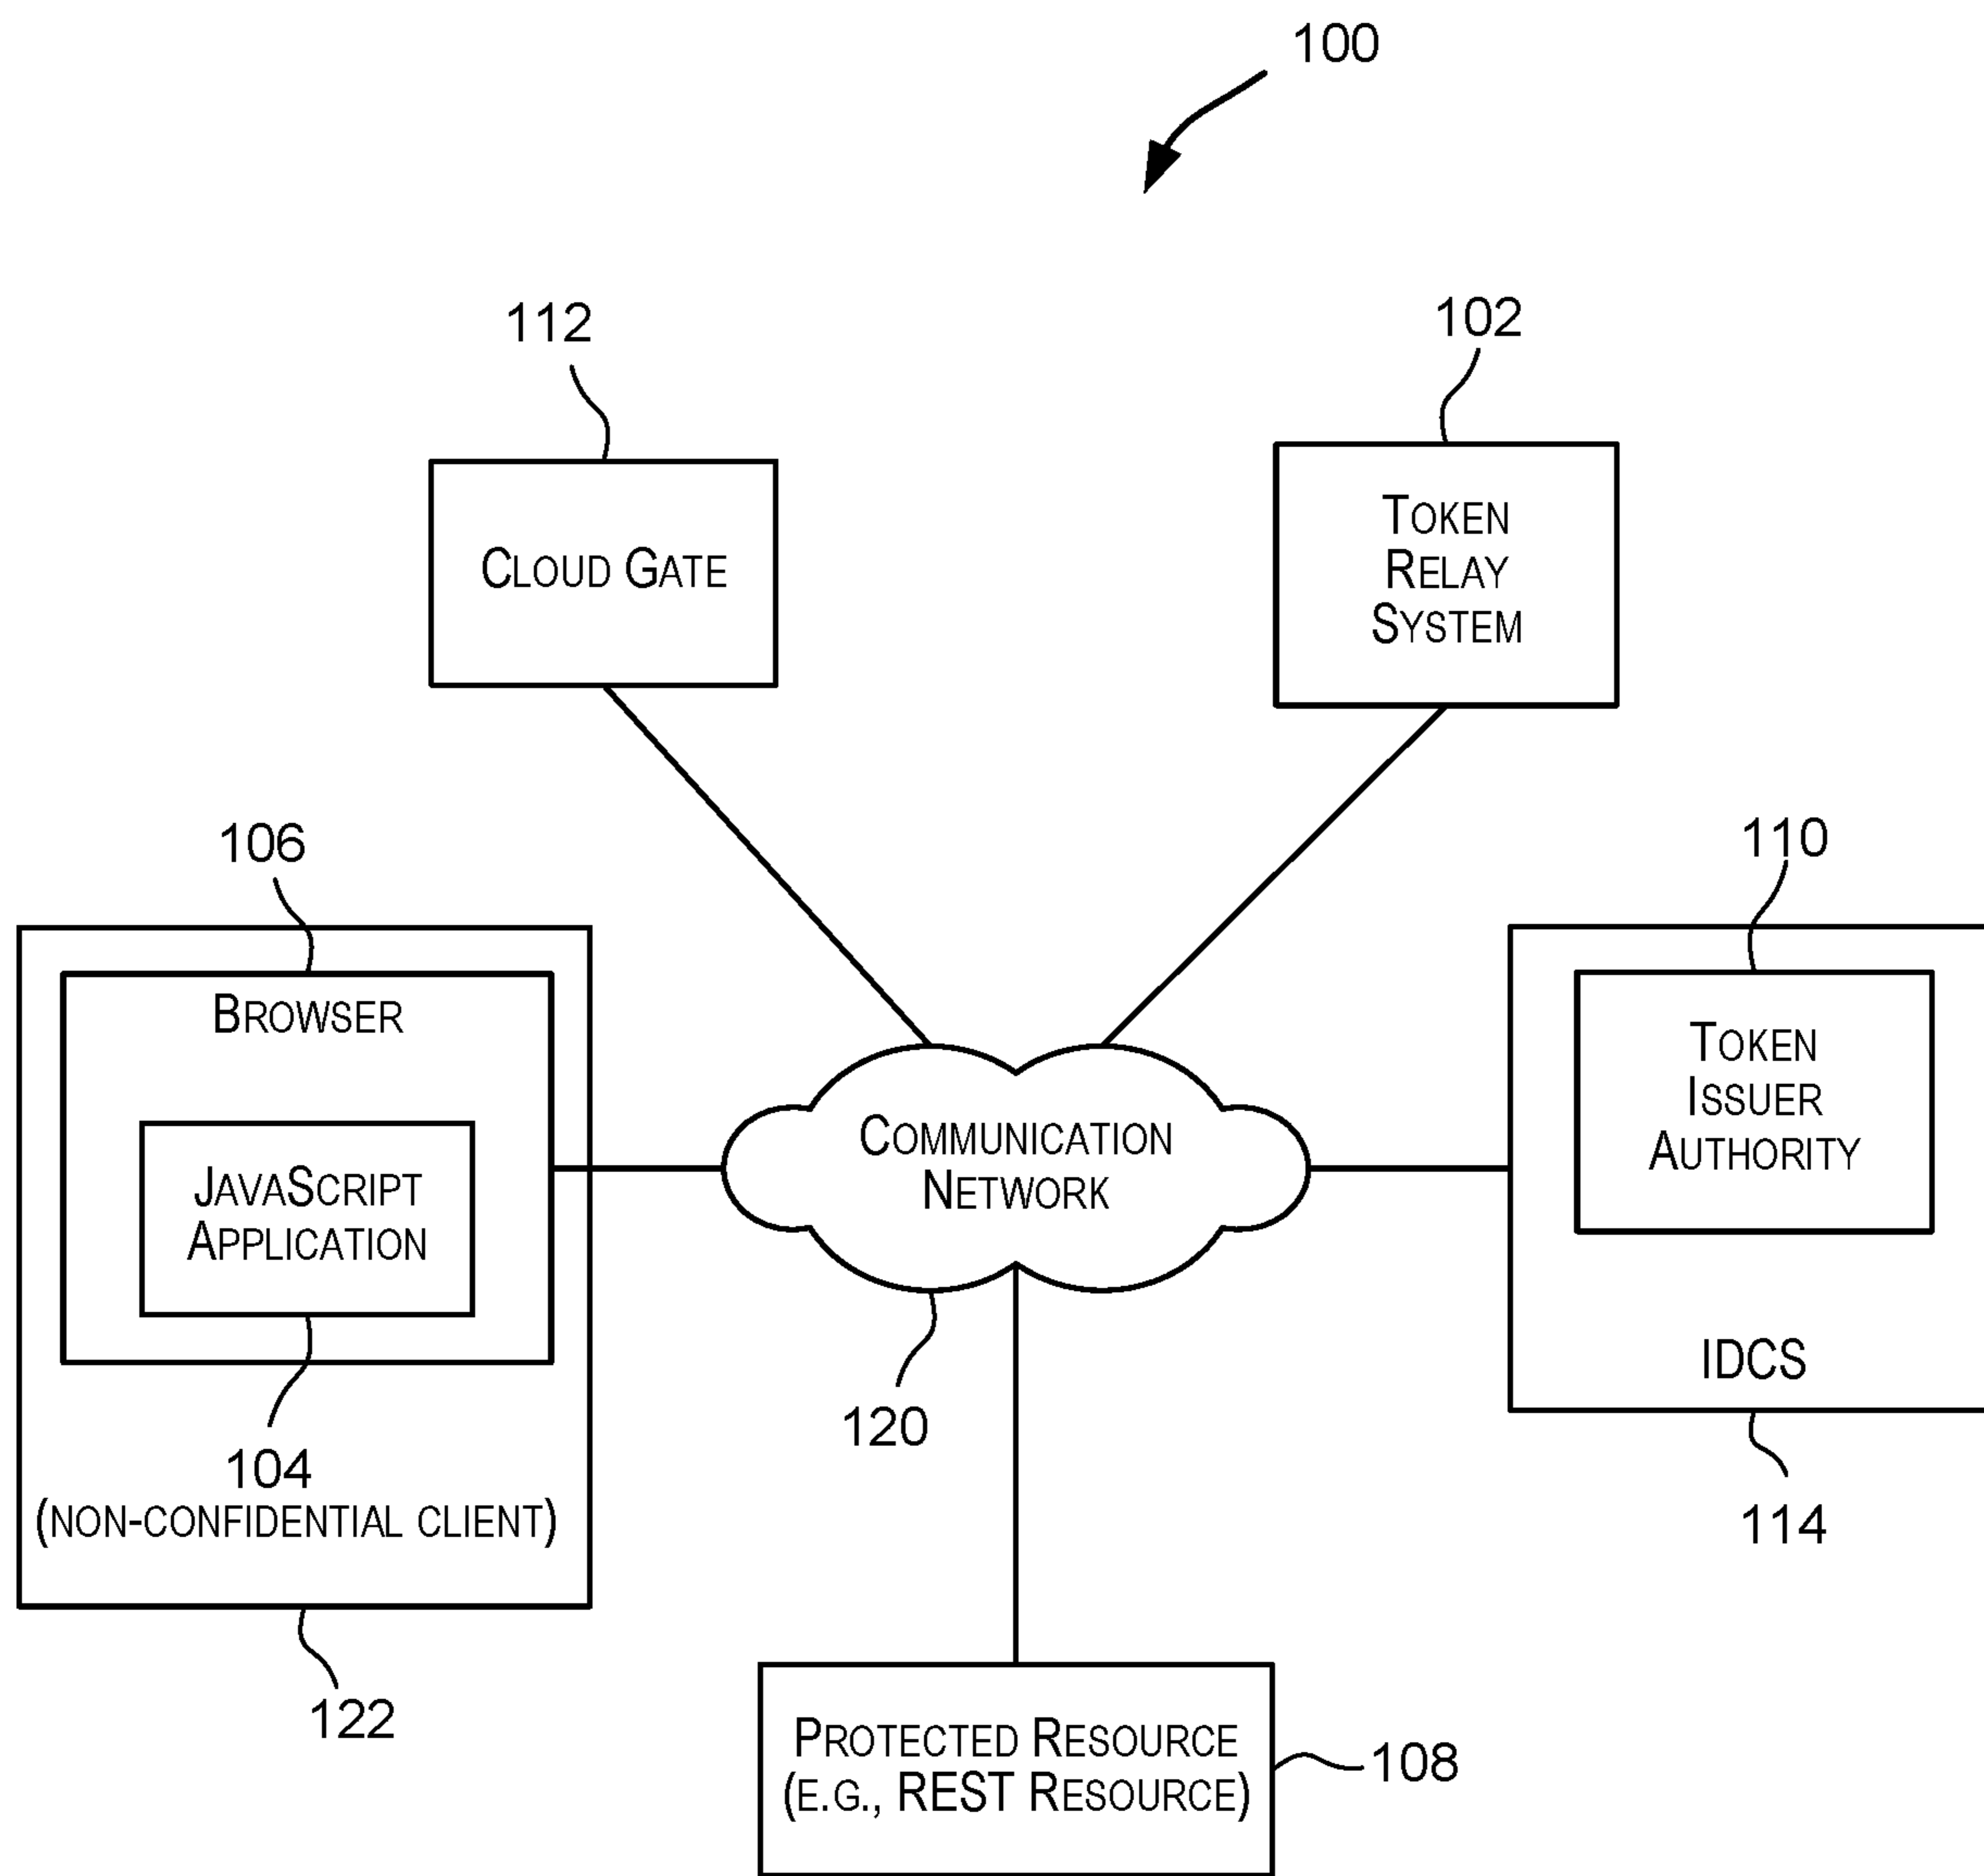 100
112
102
CLOUD GATE
TOKEN
RELAY
SYSTEM
106
110
BROWSER
JAVASCRIPT
APPLICATION
COMMUNICATION
NETWORK
TOKEN
ISSUER
AUTHORITY
IDCS
120
104
(NON-CONFIDENTIAL CLIENT)
114
122
PROTECTED RESOURCE
(E.G., REST RESOURCE)
108